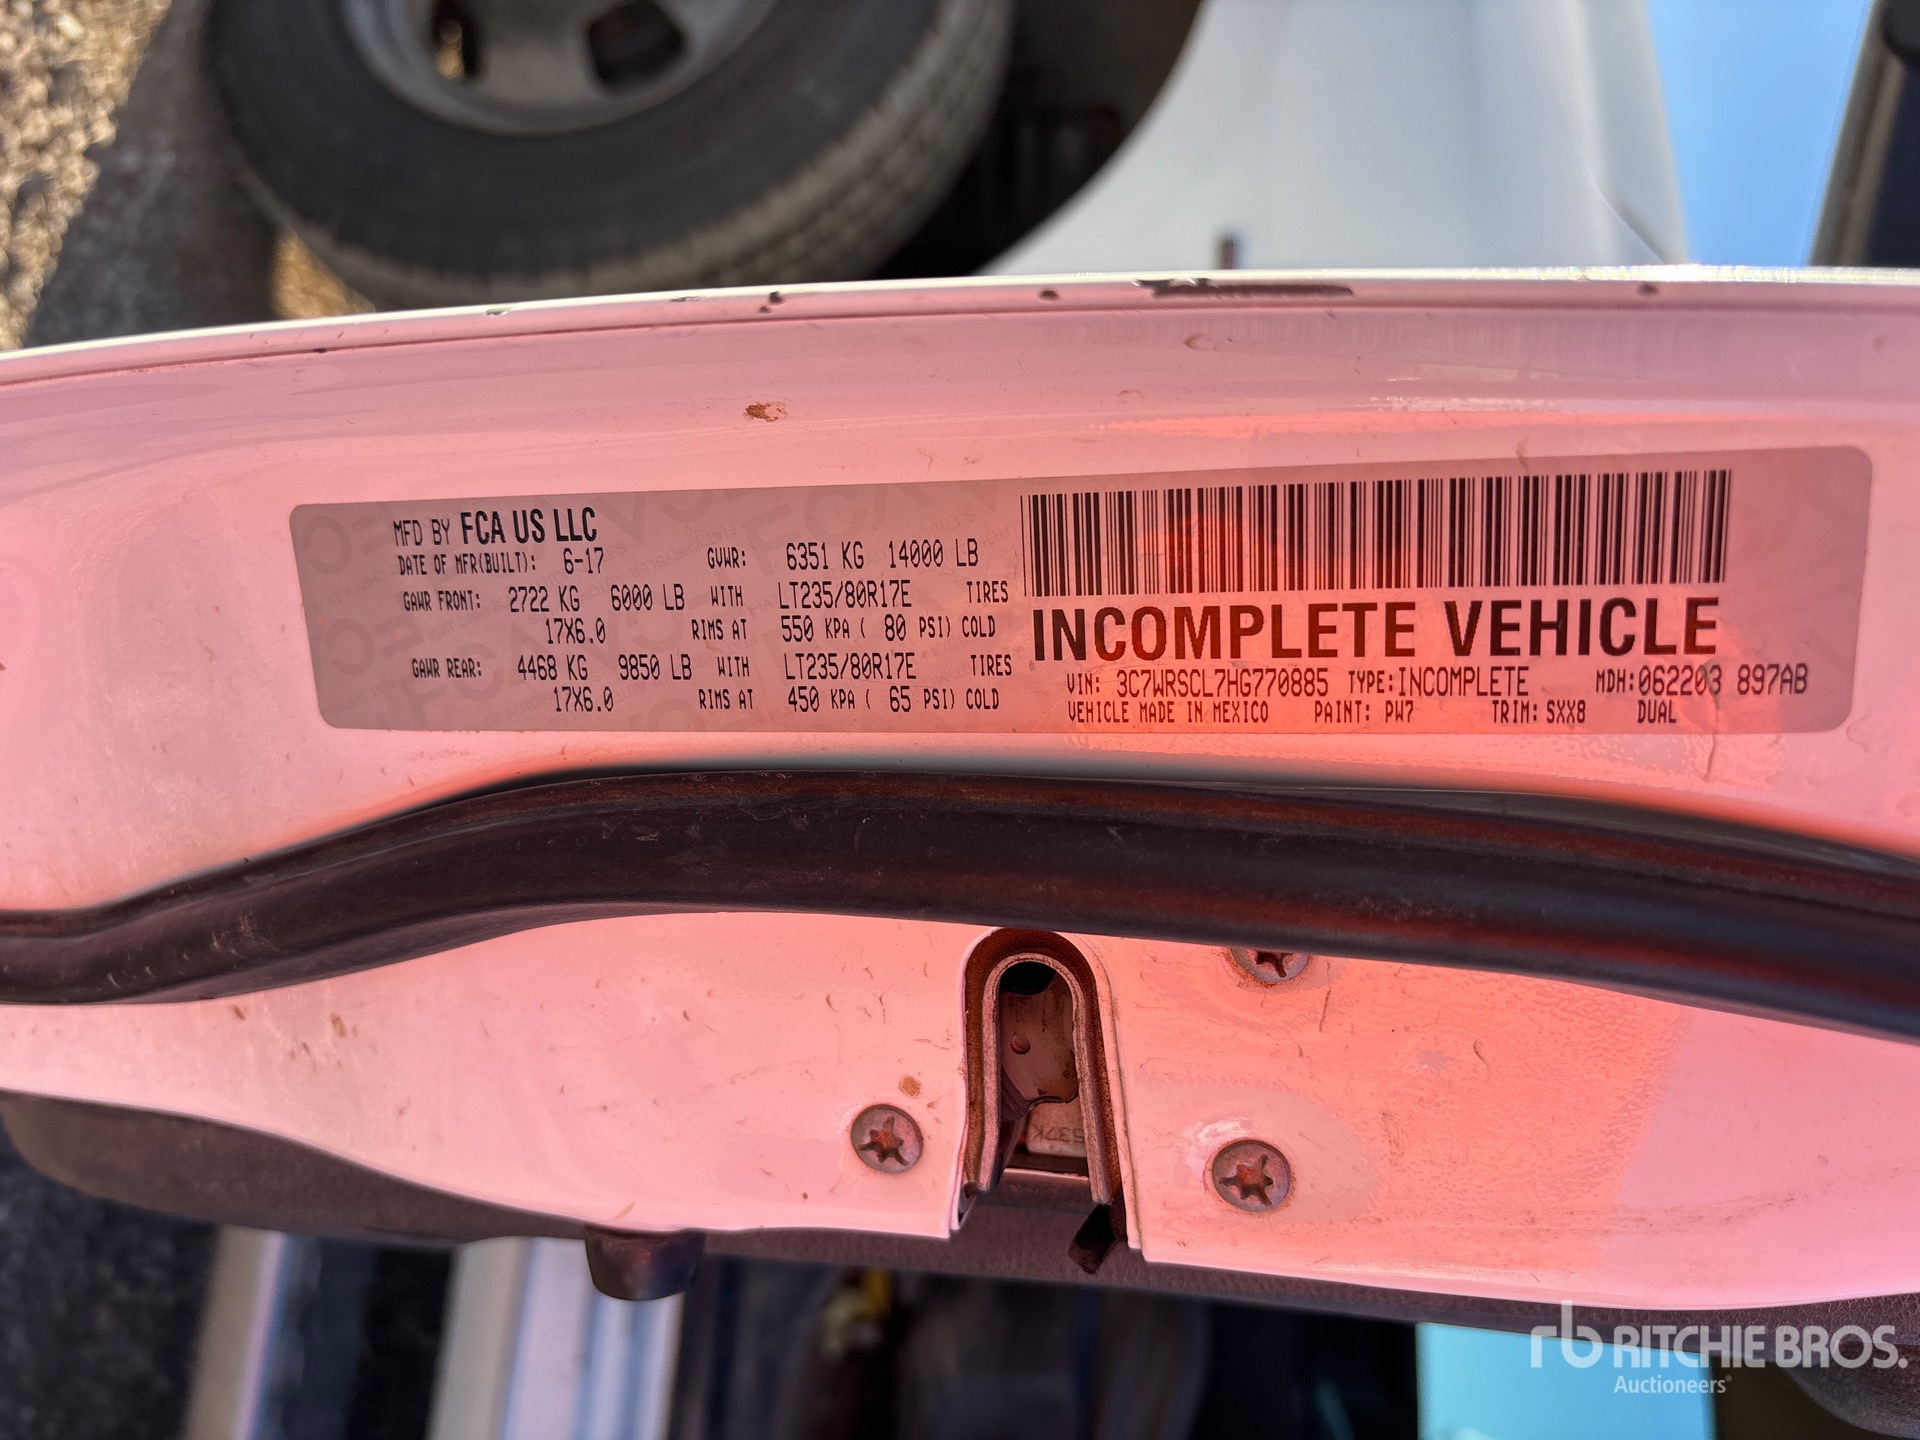 MFD BY FCA US LLC
DATE OF MFR(BUILT): 6-17 GVWR: 6351 KG 14000 LB
GAWR FRONT: 2722 KG 6000 LB WITH LT235/80R17E TIRES
17X6.0 RIMS AT 550 KPA ( 80 PSI) COLD
GAWR REAR: 4468 KG 9850 LB WITH LT235/80R17E TIRES
17X6.0 RIMS AT 450 KPA ( 65 PSI) COLD
INCOMPLETE VEHICLE
VIN: 3C7WRSCL7HG770885 TYPE: INCOMPLETE MDH: 062203 897AB
VEHICLE MADE IN MEXICO PAINT: PW7 TRIM: SXX8 DUAL
rb RITCHIE BROS.
Auctioneers